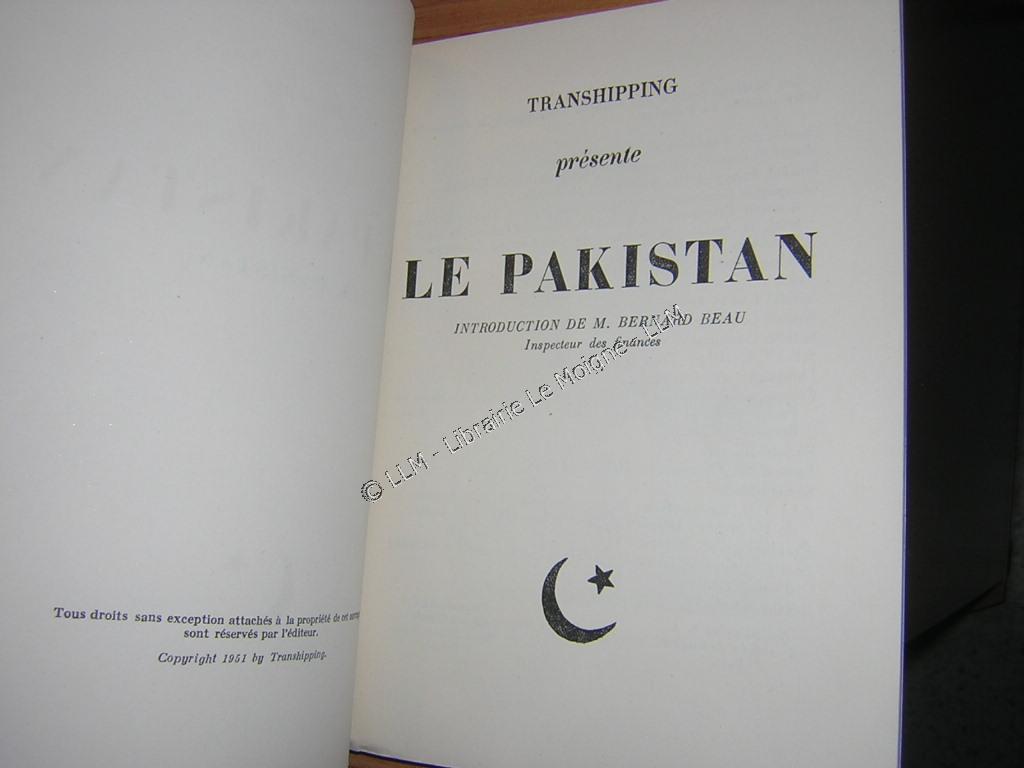 Tous droits sans exception attachés à la propriété de cet
sont réservés par l'éditeur.
Copyright 1951 by Transhipping.
TRANSHIPPING
présente
LE PAKISTAN
INTRODUCTION DE M. BERNARD BEAU
Inspecteur des finances
© LLM - Librairie Le Moigne - LLM